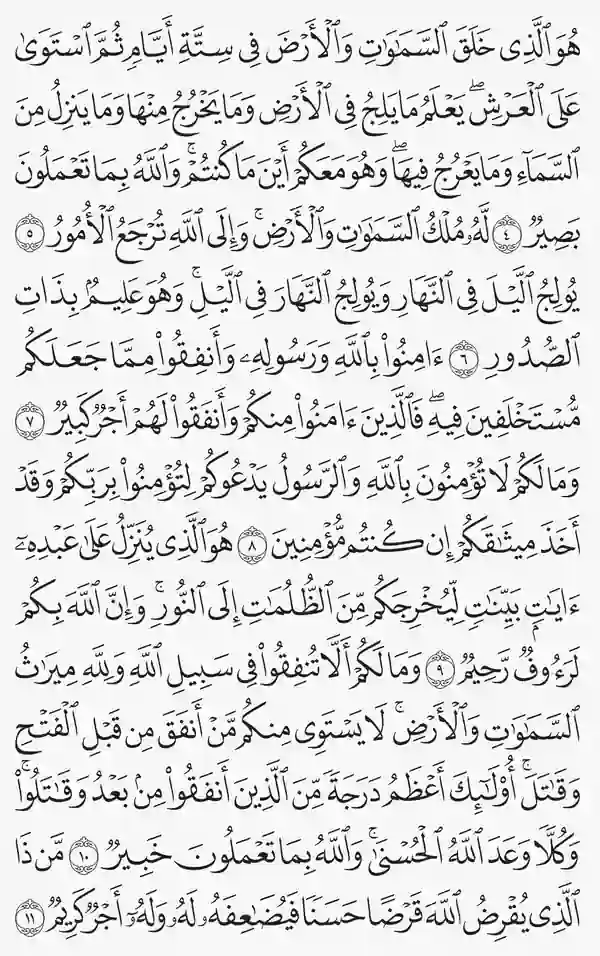 هُوَ ٱلَّذِى خَلَقَ ٱلسَّمَٰوَٰتِ وَٱلْأَرْضَ فِى سِتَّةِ أَيَّامٍ ثُمَّ ٱسْتَوَىٰ
عَلَى ٱلْعَرْشِ ۖ يَعْلَمُ مَا يَلِجُ فِى ٱلْأَرْضِ وَمَا يَخْرُجُ مِنْهَا وَمَا يَنزِلُ مِنَ
ٱلسَّمَآءِ وَمَا يَعْرُجُ فِيهَا ۖ وَهُوَ مَعَكُمْ أَيْنَ مَا كُنتُمْ ۚ وَٱللَّهُ بِمَا تَعْمَلُونَ
بَصِيرٌ ٤ لَّهُۥ مُلْكُ ٱلسَّمَٰوَٰتِ وَٱلْأَرْضِ ۚ وَإِلَى ٱللَّهِ تُرْجَعُ ٱلْأُمُورُ ٥
يُولِجُ ٱلَّيْلَ فِى ٱلنَّهَارِ وَيُولِجُ ٱلنَّهَارَ فِى ٱلَّيْلِ ۚ وَهُوَ عَلِيمٌۢ بِذَاتِ
ٱلصُّدُورِ ٦ ءَامِنُوا۟ بِٱللَّهِ وَرَسُولِهِۦ وَأَنفِقُوا۟ مِمَّا جَعَلَكُم
مُّسْتَخْلَفِينَ فِيهِ ۖ فَٱلَّذِينَ ءَامَنُوا۟ مِنكُمْ وَأَنفَقُوا۟ لَهُمْ أَجْرٌ كَبِيرٌ ٧
وَمَا لَكُمْ لَا تُؤْمِنُونَ بِٱللَّهِ ۙ وَٱلرَّسُولُ يَدْعُوكُمْ لِتُؤْمِنُوا۟ بِرَبِّكُمْ وَقَدْ
أَخَذَ مِيثَٰقَكُمْ إِن كُنتُم مُّؤْمِنِينَ ٨ هُوَ ٱلَّذِى يُنَزِّلُ عَلَىٰ عَبْدِهِۦٓ
ءَايَٰتٍۭ بَيِّنَٰتٍ لِّيُخْرِجَكُم مِّنَ ٱلظُّلُمَٰتِ إِلَى ٱلنُّورِ ۚ وَإِنَّ ٱللَّهَ بِكُمْ
لَرَءُوفٌ رَّحِيمٌ ٩ وَمَا لَكُمْ أَلَّا تُنفِقُوا۟ فِى سَبِيلِ ٱللَّهِ وَلِلَّهِ مِيرَٰثُ
ٱلسَّمَٰوَٰتِ وَٱلْأَرْضِ ۚ لَا يَسْتَوِى مِنكُم مَّنْ أَنفَقَ مِن قَبْلِ ٱلْفَتْحِ
وَقَٰتَلَ ۚ أُو۟لَٰٓئِكَ أَعْظَمُ دَرَجَةً مِّنَ ٱلَّذِينَ أَنفَقُوا۟ مِنۢ بَعْدُ وَقَٰتَلُوا۟ ۚ
وَكُلًّا وَعَدَ ٱللَّهُ ٱلْحُسْنَىٰ ۚ وَٱللَّهُ بِمَا تَعْمَلُونَ خَبِيرٌ ١٠ مَّن ذَا
ٱلَّذِى يُقْرِضُ ٱللَّهَ قَرْضًا حَسَنًا فَيُضَٰعِفَهُۥ لَهُۥ وَلَهُۥٓ أَجْرٌ كَرِيمٌ ١١